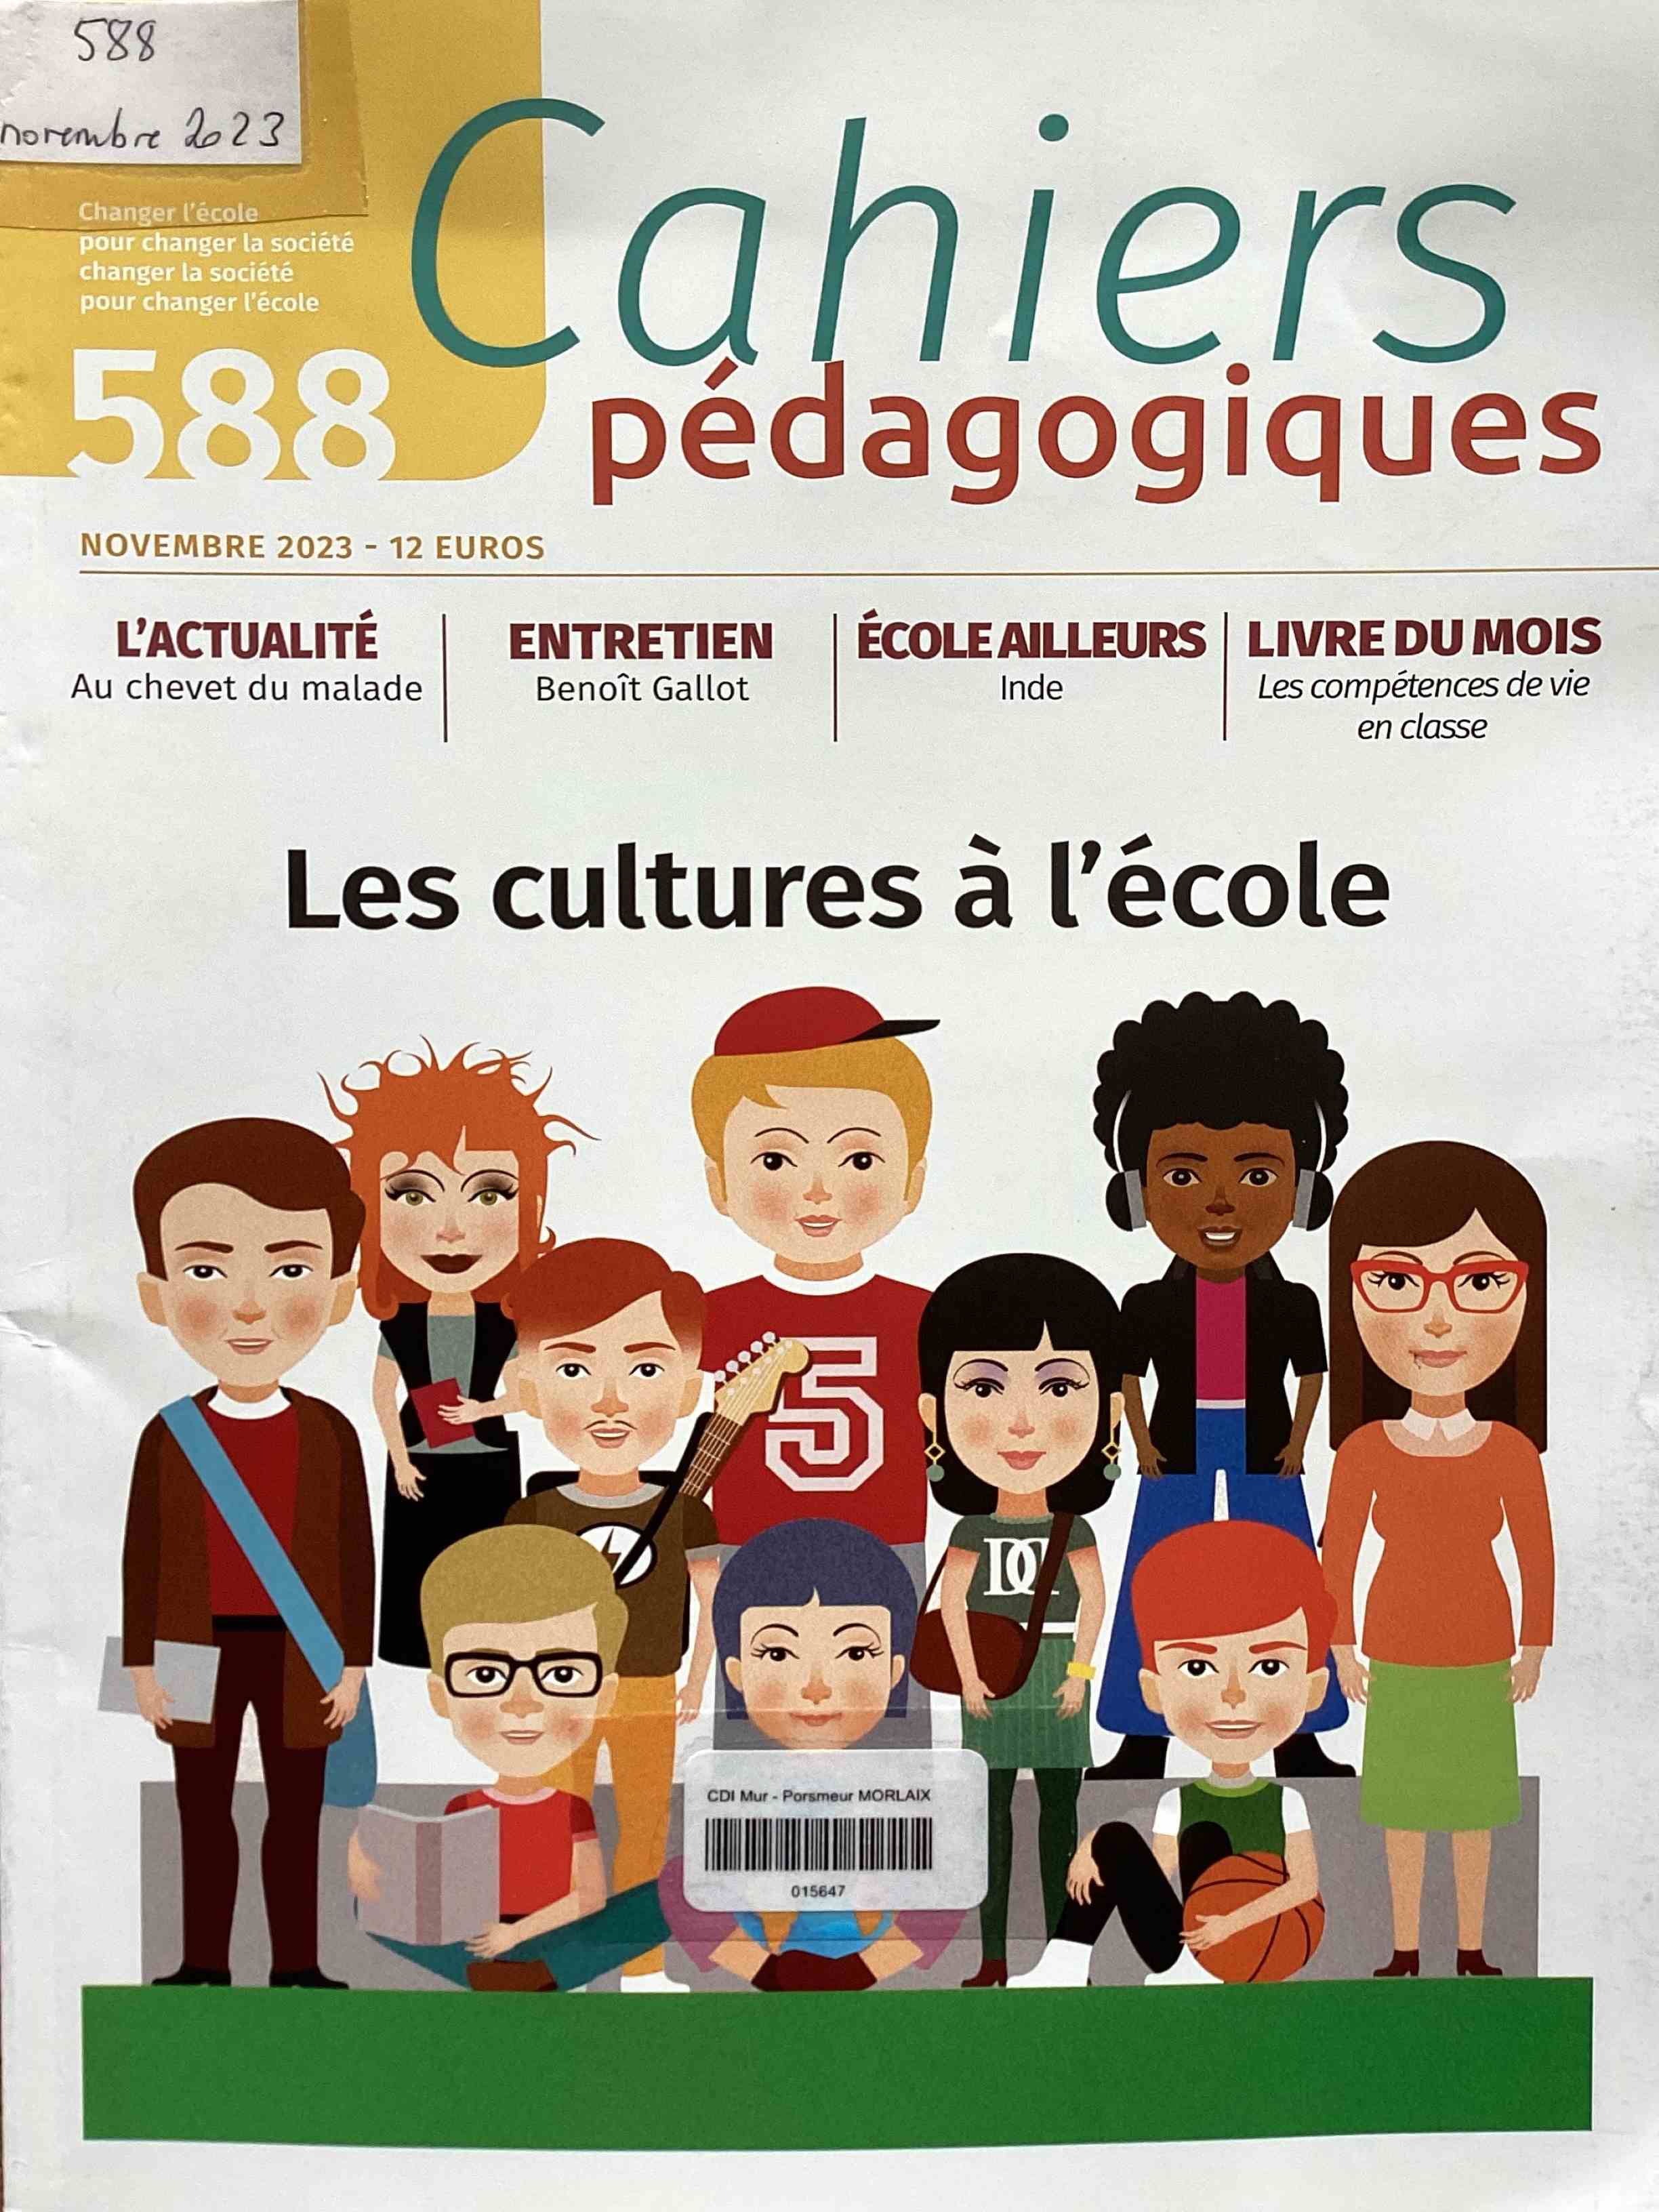 588
novembre 2023
Changer l'école
pour changer la société
changer la société
pour changer l'école
588
Cahiers
pédagogiques
NOVEMBRE 2023 - 12 EUROS
L'ACTUALITÉ
Au chevet du malade
ENTRETIEN
Benoît Gallot
ÉCOLE AILLEURS
Inde
LIVRE DU MOIS
Les compétences de vie
en classe
Les cultures à l'école
5
DC
CDI Mur - Porsmeur MORLAIX
015647